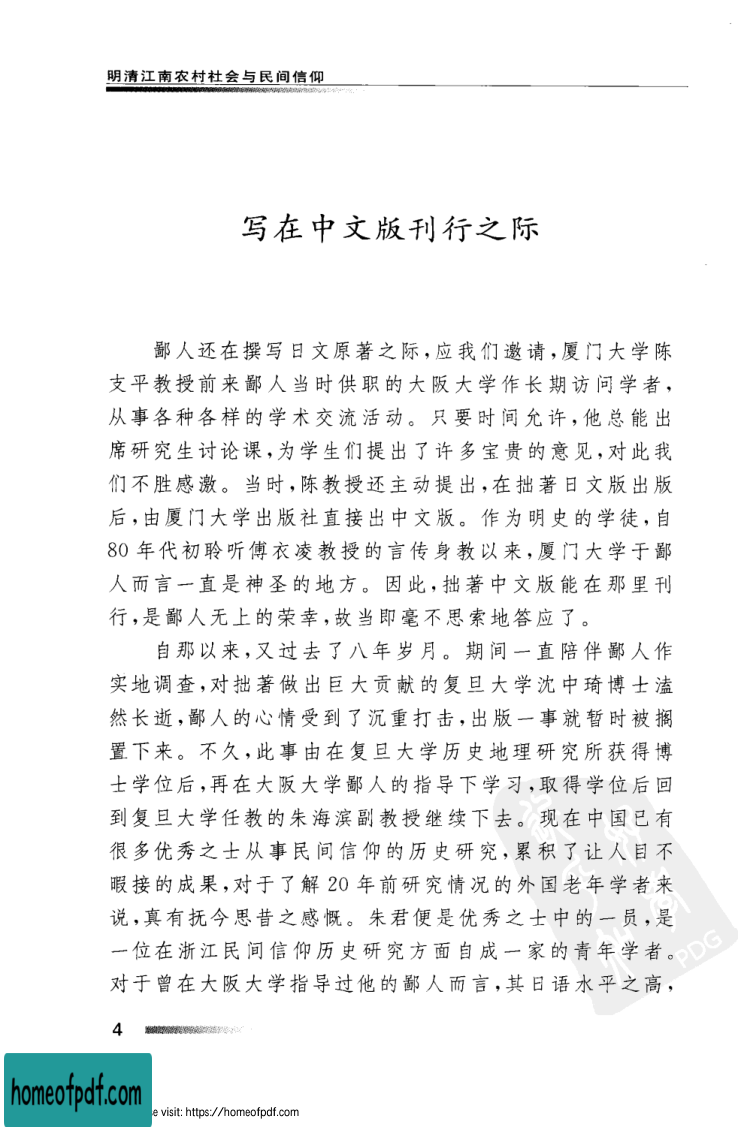 明清江南农村社会与民间信仰
写在中文版刊行之际
鄙人还在撰写日文原著之际,应我们邀请,厦门大学陈
支平教授前来鄙人当时供职的大阪大学作长期访问学者,
从事各种各样的学术交流活动。只要时间允许,他总能出
席研究生讨论课,为学生们提出了许多宝贵的意见,对此我
们不胜感激。当时,陈教授还主动提出,在拙著日文版出版
后,由厦门大学出版社直接出中文版。作为明史的学徒,自
80年代初聆听傅衣凌教授的言传身教以来,厦门大学于鄙
人而言一直是神圣的地方。因此,拙著中文版能在那里刊
行,是鄙人无上的荣幸,故当即毫不思索地答应了。
自那以来,又过去了八年岁月。期间一直陪伴鄙人作
实地调查,对拙著做出巨大贡献的复旦大学沈中琦博士溘
然长逝,鄙人的心情受到了沉重打击,出版一事就暂时被搁
置下来。不久,此事由在复旦大学历史地理研究所获得博
士学位后,再在大阪大学鄙人的指导下学习,取得学位后回
到复旦大学任教的朱海滨副教授继续下去。现在中国已有
很多优秀之士从事民间信仰的历史研究,累积了让人目不
暇接的成果,对于了解20年前研究情况的外国老年学者来
说,真有抚今思昔之感慨。朱君便是优秀之士中的一员,是
一位在浙江民间信仰历史研究方面自成一家的青年学者。
对于曾在大阪大学指导过他的鄙人而言,其日语水平之高,
PDG
4
homeofpdf.com
e visit: https://homeofpdf.com